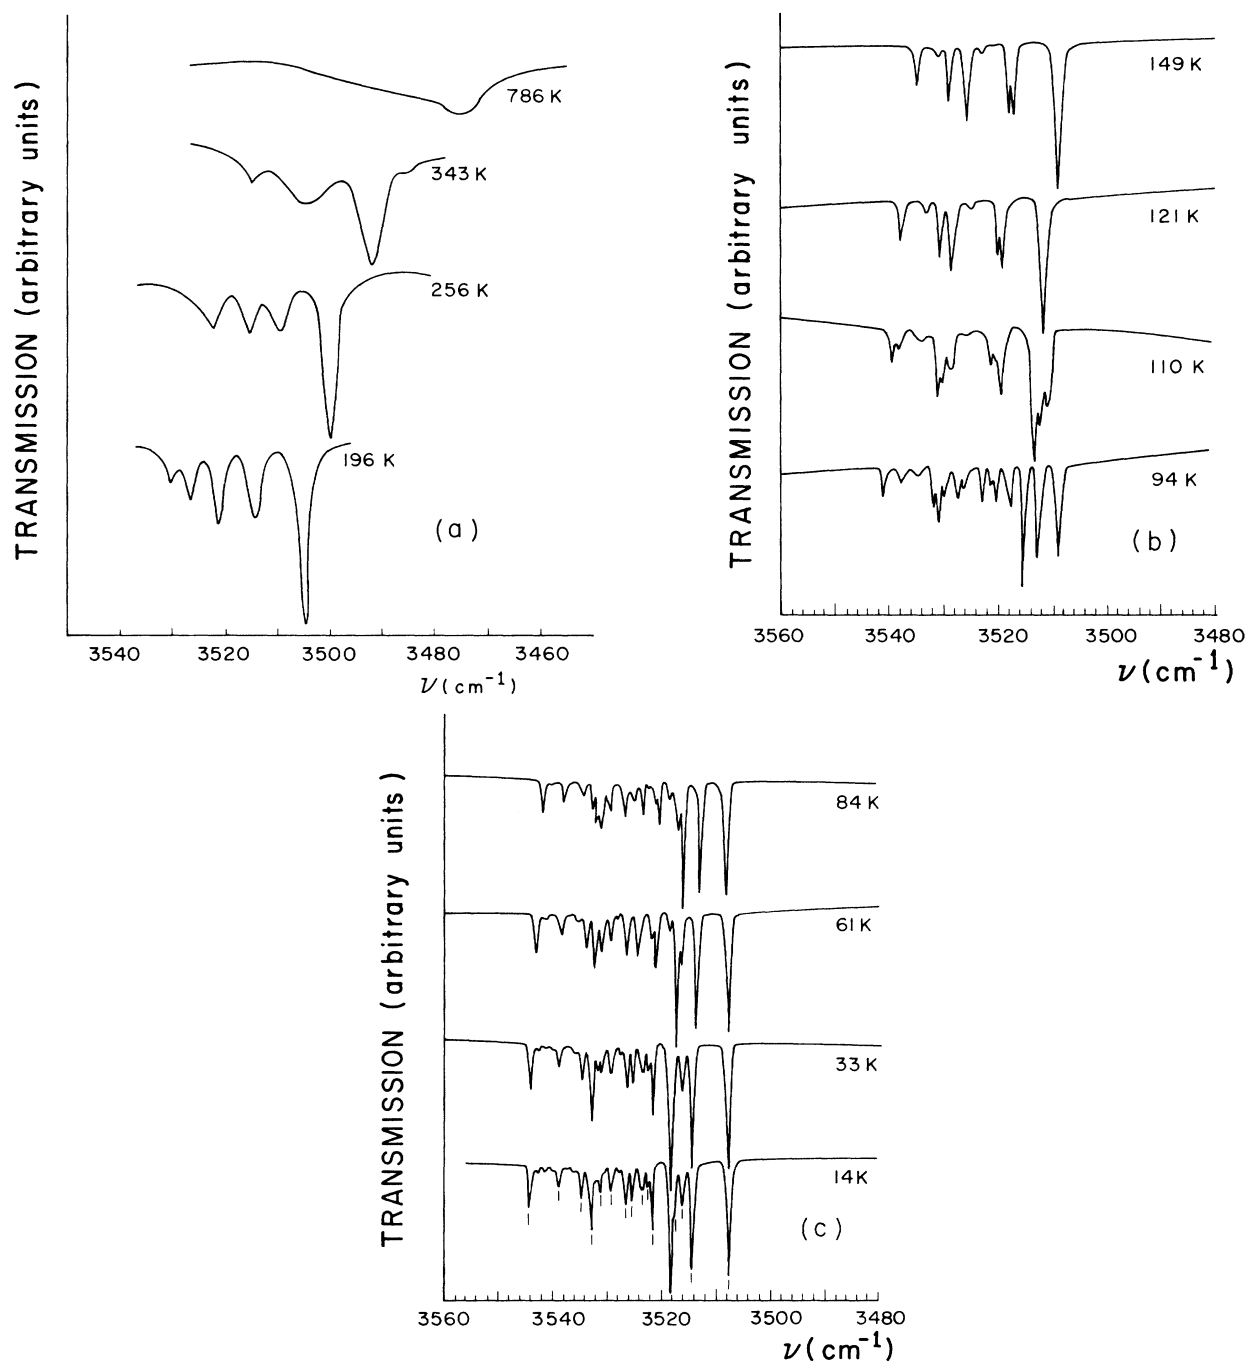 TRANSMISSION (arbitrary units)
786 K
343 K
256 K
196 K
(a)
3540 3520 3500 3480 3460
ν(cm⁻¹)
TRANSMISSION (arbitrary units)
149 K
121 K
110 K
94 K
(b)
3560 3540 3520 3500 3480
ν(cm⁻¹)
TRANSMISSION (arbitrary units)
84 K
61 K
33 K
14K
(c)
3560 3540 3520 3500 3480
ν(cm⁻¹)